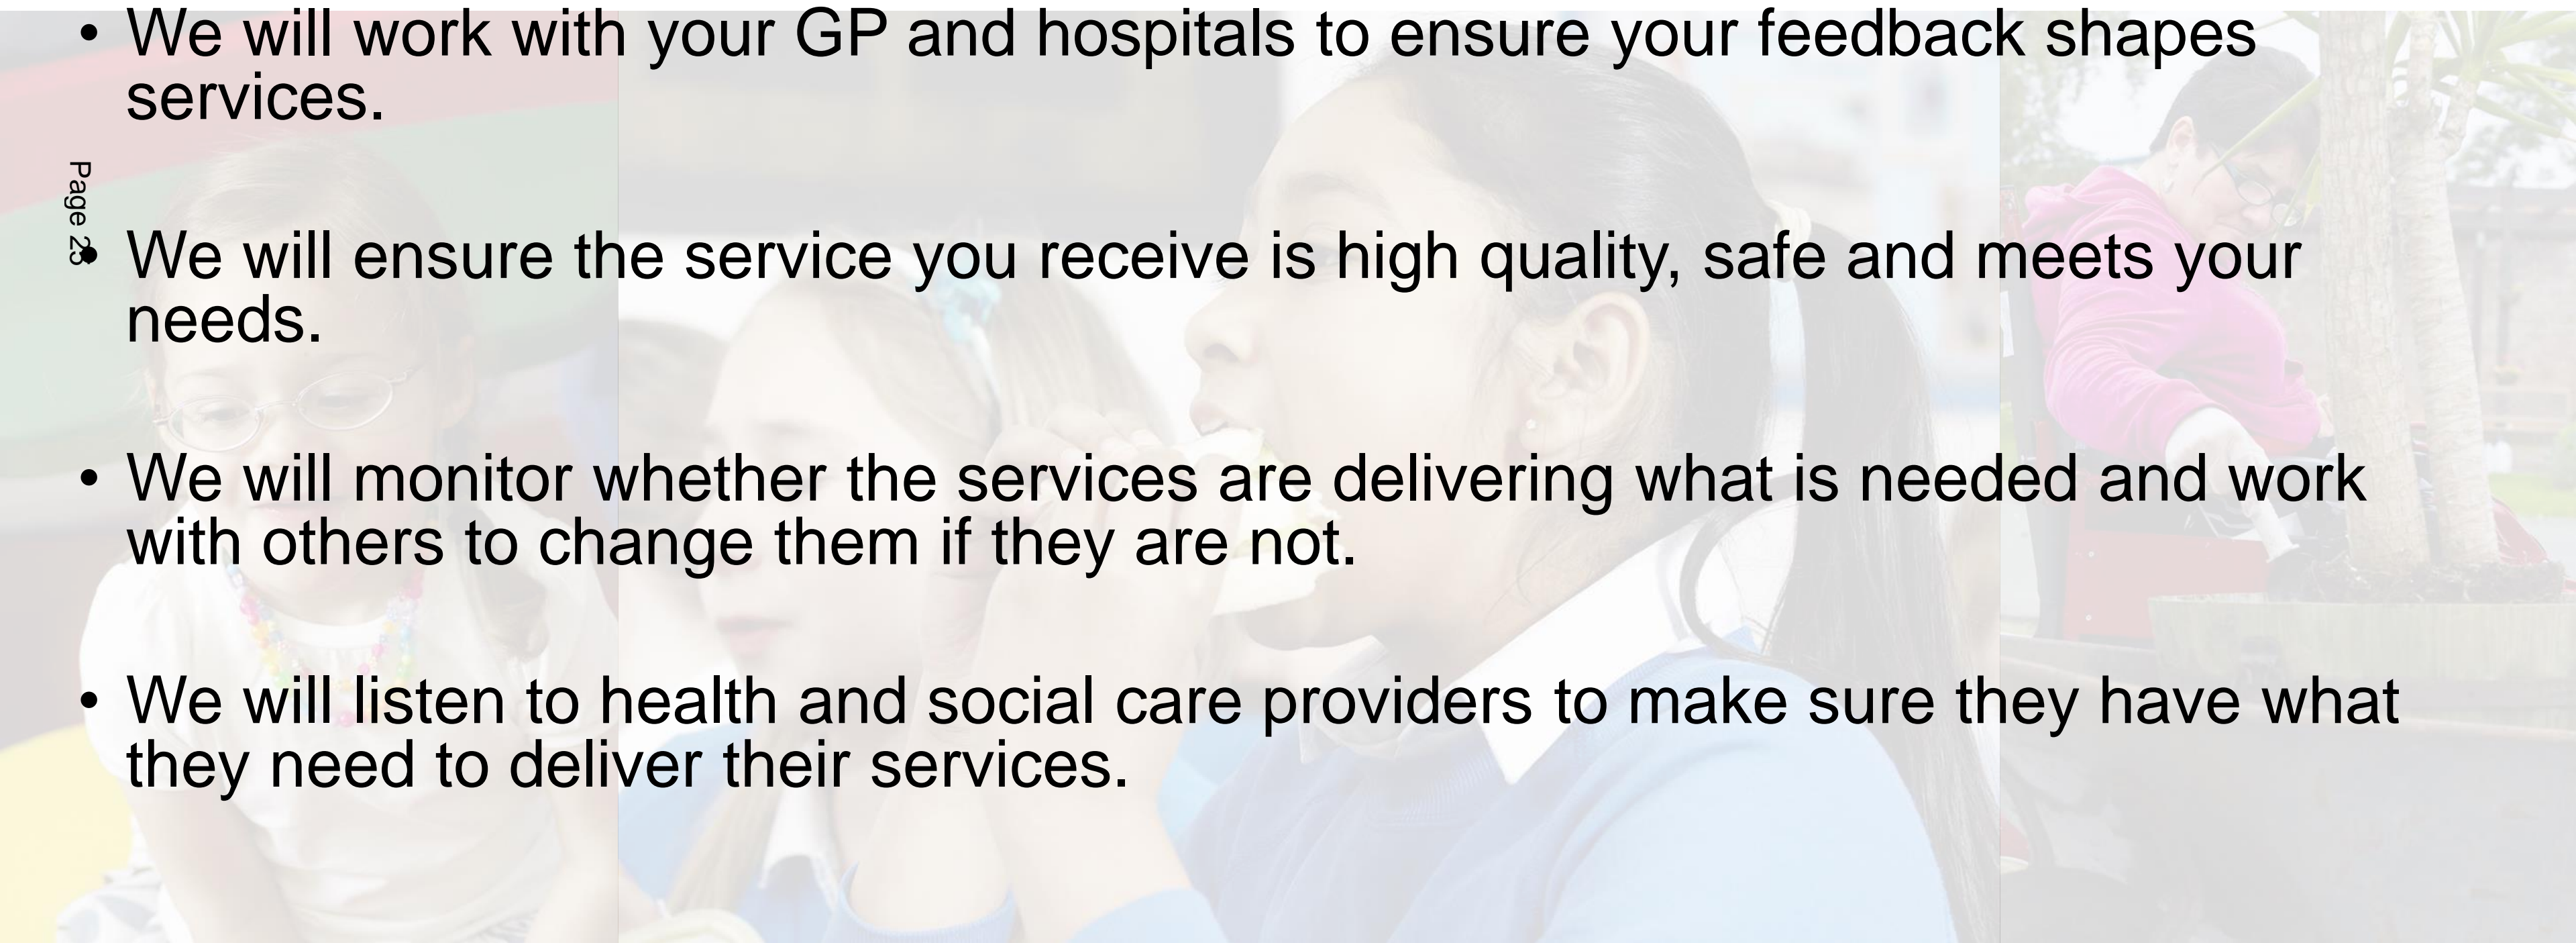 • We will work with your GP and hospitals to ensure your feedback shapes
services.
Page 23
• We will ensure the service you receive is high quality, safe and meets your
needs.
• We will monitor whether the services are delivering what is needed and work
with others to change them if they are not.
• We will listen to health and social care providers to make sure they have what
they need to deliver their services.